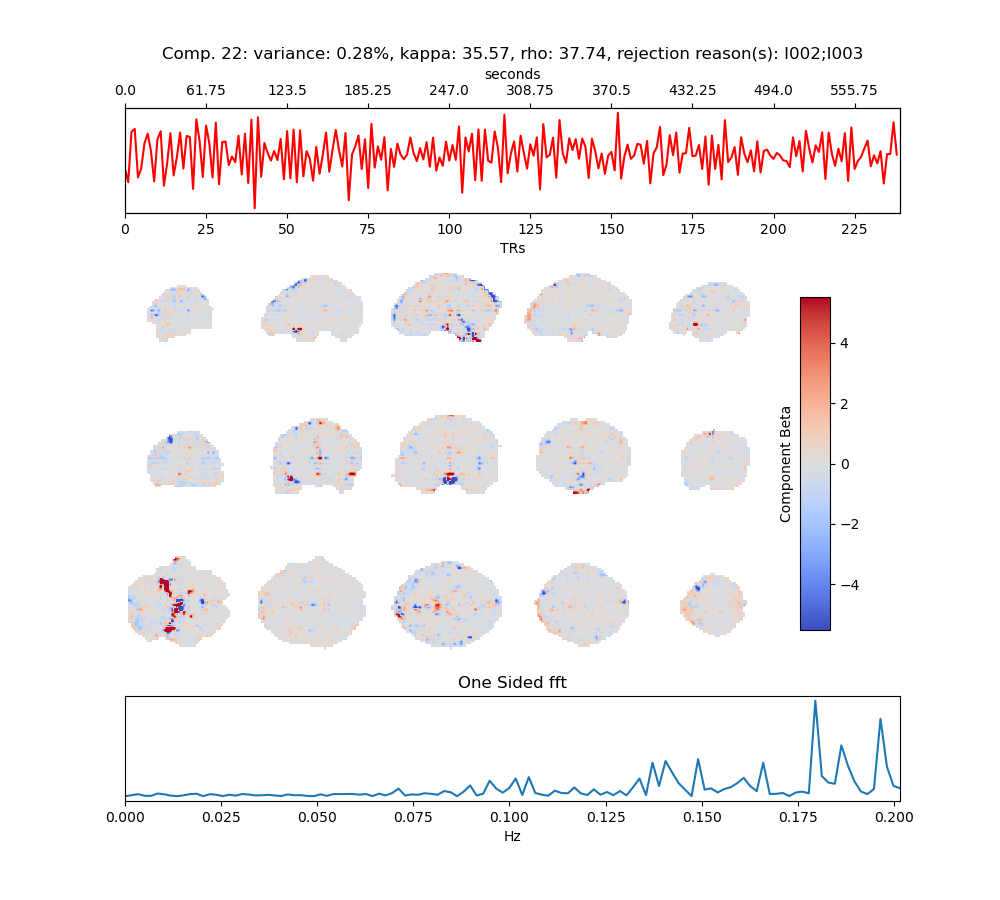 Comp. 22: variance: 0.28%, kappa: 35.57, rho: 37.74, rejection reason(s): I002;I003
seconds
0.0 61.75 123.5 185.25 247.0 308.75 370.5 432.25 494.0 555.75
0 25 50 75 100 125 150 175 200 225
TRs
4
2
0
−2
−4
Component Beta
One Sided fft
0.000 0.025 0.050 0.075 0.100 0.125 0.150 0.175 0.200
Hz